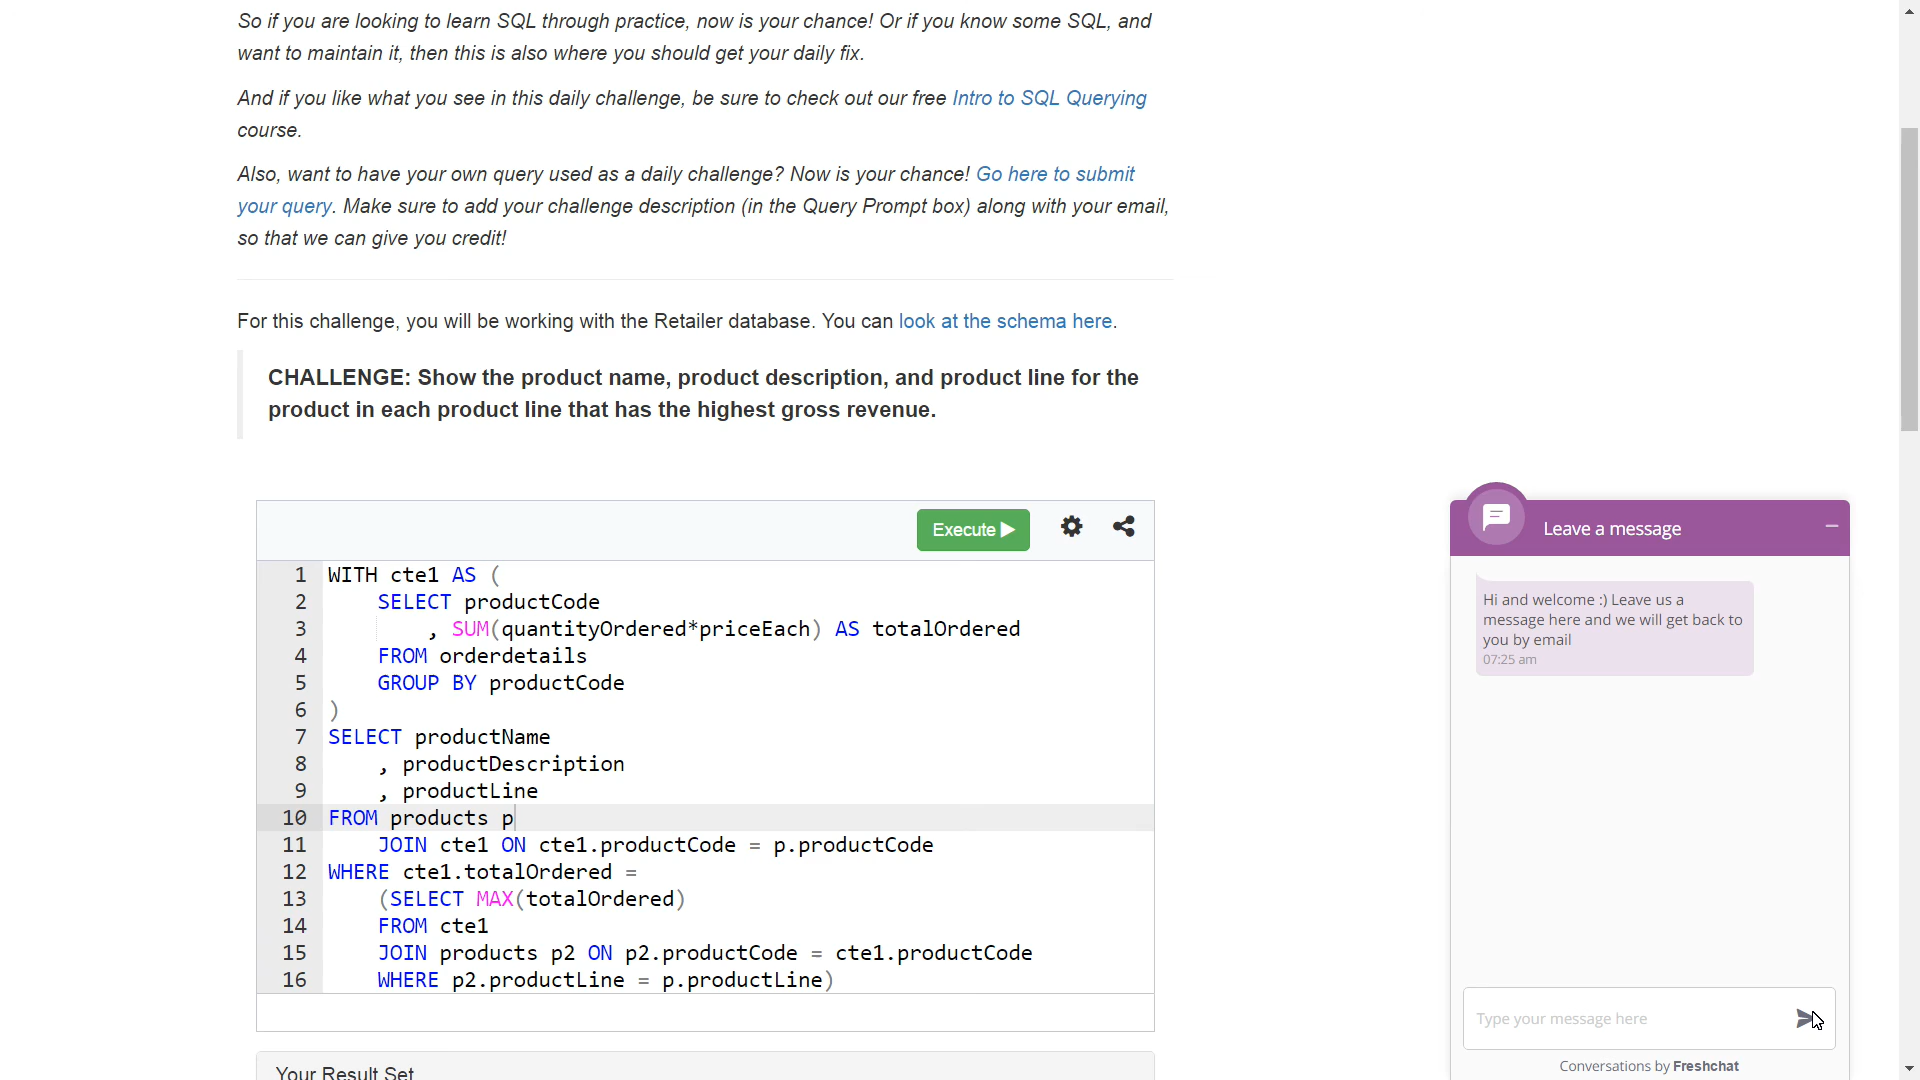 So if you are looking to learn SQL through practice, now is your chance! Or if you know some SQL, and
want to maintain it, then this is also where you should get your daily fix.
And if you like what you see in this daily challenge, be sure to check out our free Intro to SQL Querying
course.
Also, want to have your own query used as a daily challenge? Now is your chance! Go here to submit
your query. Make sure to add your challenge description (in the Query Prompt box) along with your email,
so that we can give you credit!
For this challenge, you will be working with the Retailer database. You can look at the schema here.
CHALLENGE: Show the product name, product description, and product line for the
product in each product line that has the highest gross revenue.
Execute
1 WITH cte1 AS (
2 SELECT productCode
3 , SUM(quantityOrdered*priceEach) AS totalOrdered
4 FROM orderdetails
5 GROUP BY productCode
6 )
7 SELECT productName
8 , productDescription
9 , productLine
10 FROM products p
11 JOIN cte1 ON cte1.productCode = p.productCode
12 WHERE cte1.totalOrdered =
13 (SELECT MAX(totalOrdered)
14 FROM cte1
15 JOIN products p2 ON p2.productCode = cte1.productCode
16 WHERE p2.productLine = p.productLine)
Your Result Set
Leave a message
Hi and welcome :) Leave us a
message here and we will get back to
you by email
07:25 am
Type your message here
Conversations by Freshchat